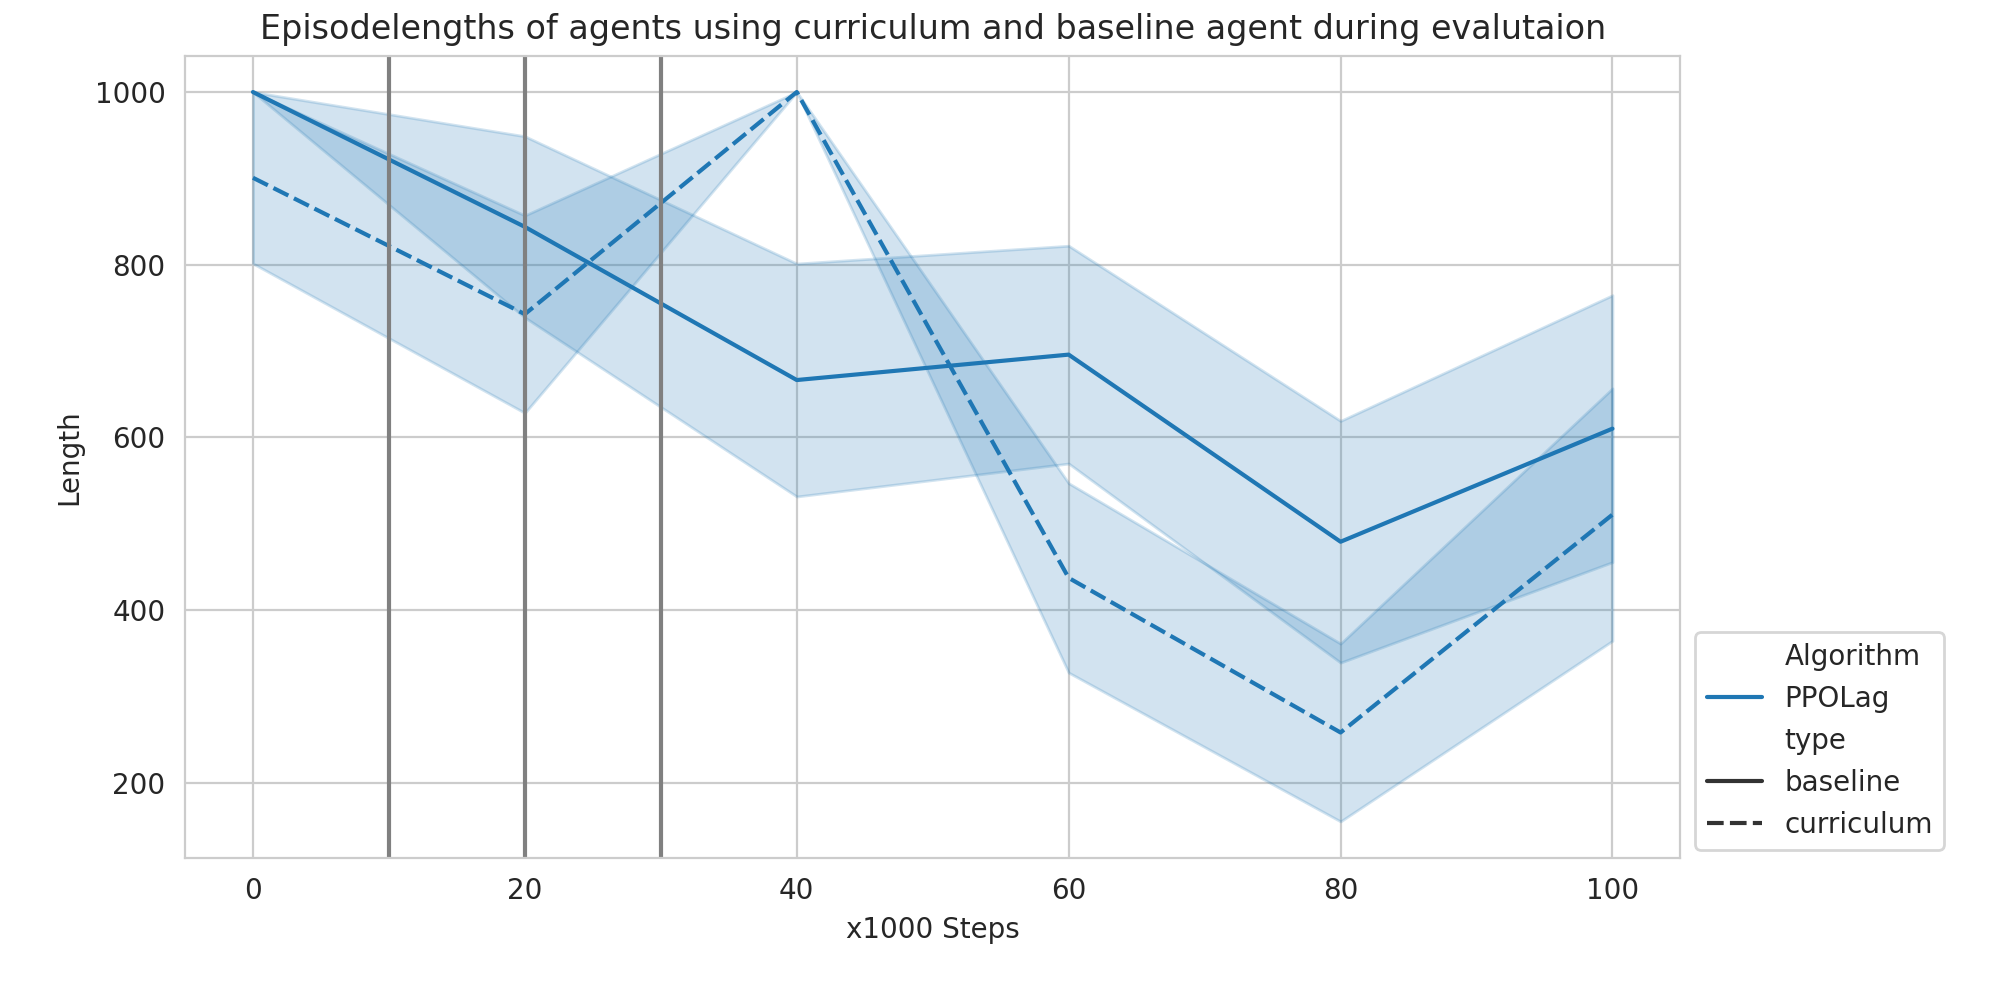 Episodelengths of agents using curriculum and baseline agent during evalutaion
1000
800
600
400
200
Length
0 20 40 60 80 100
x1000 Steps
Algorithm
PPOLag
type
baseline
curriculum